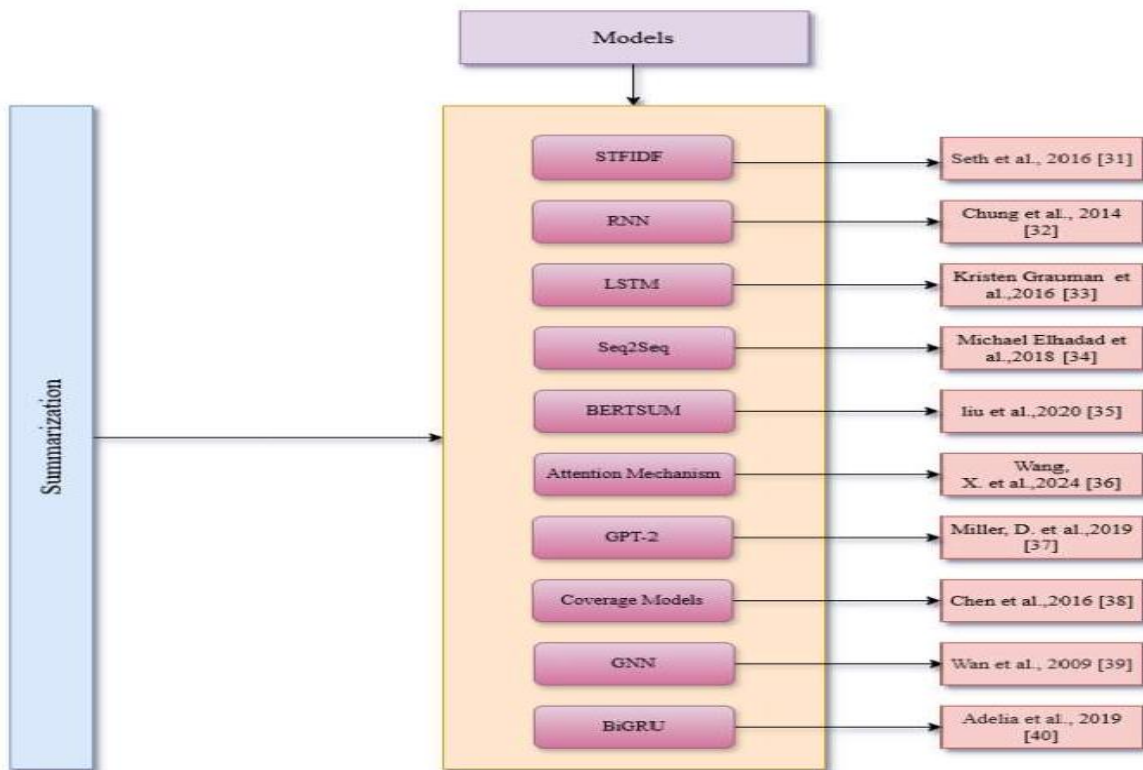 Models
Summarization
STFIDF
Seth et al., 2016 [31]
RNN
Chung et al., 2014
[32]
LSTM
Kristen Grauman et
al.,2016 [33]
Seq2Seq
Michael Elhadad et
al.,2018 [34]
BERTSUM
liu et al.,2020 [35]
Attention Mechanism
Wang,
X. et al.,2024 [36]
GPT-2
Miller, D. et al.,2019
[37]
Coverage Models
Chen et al.,2016 [38]
GNN
Wan et al., 2009 [39]
BiGRU
Adelia et al., 2019
[40]